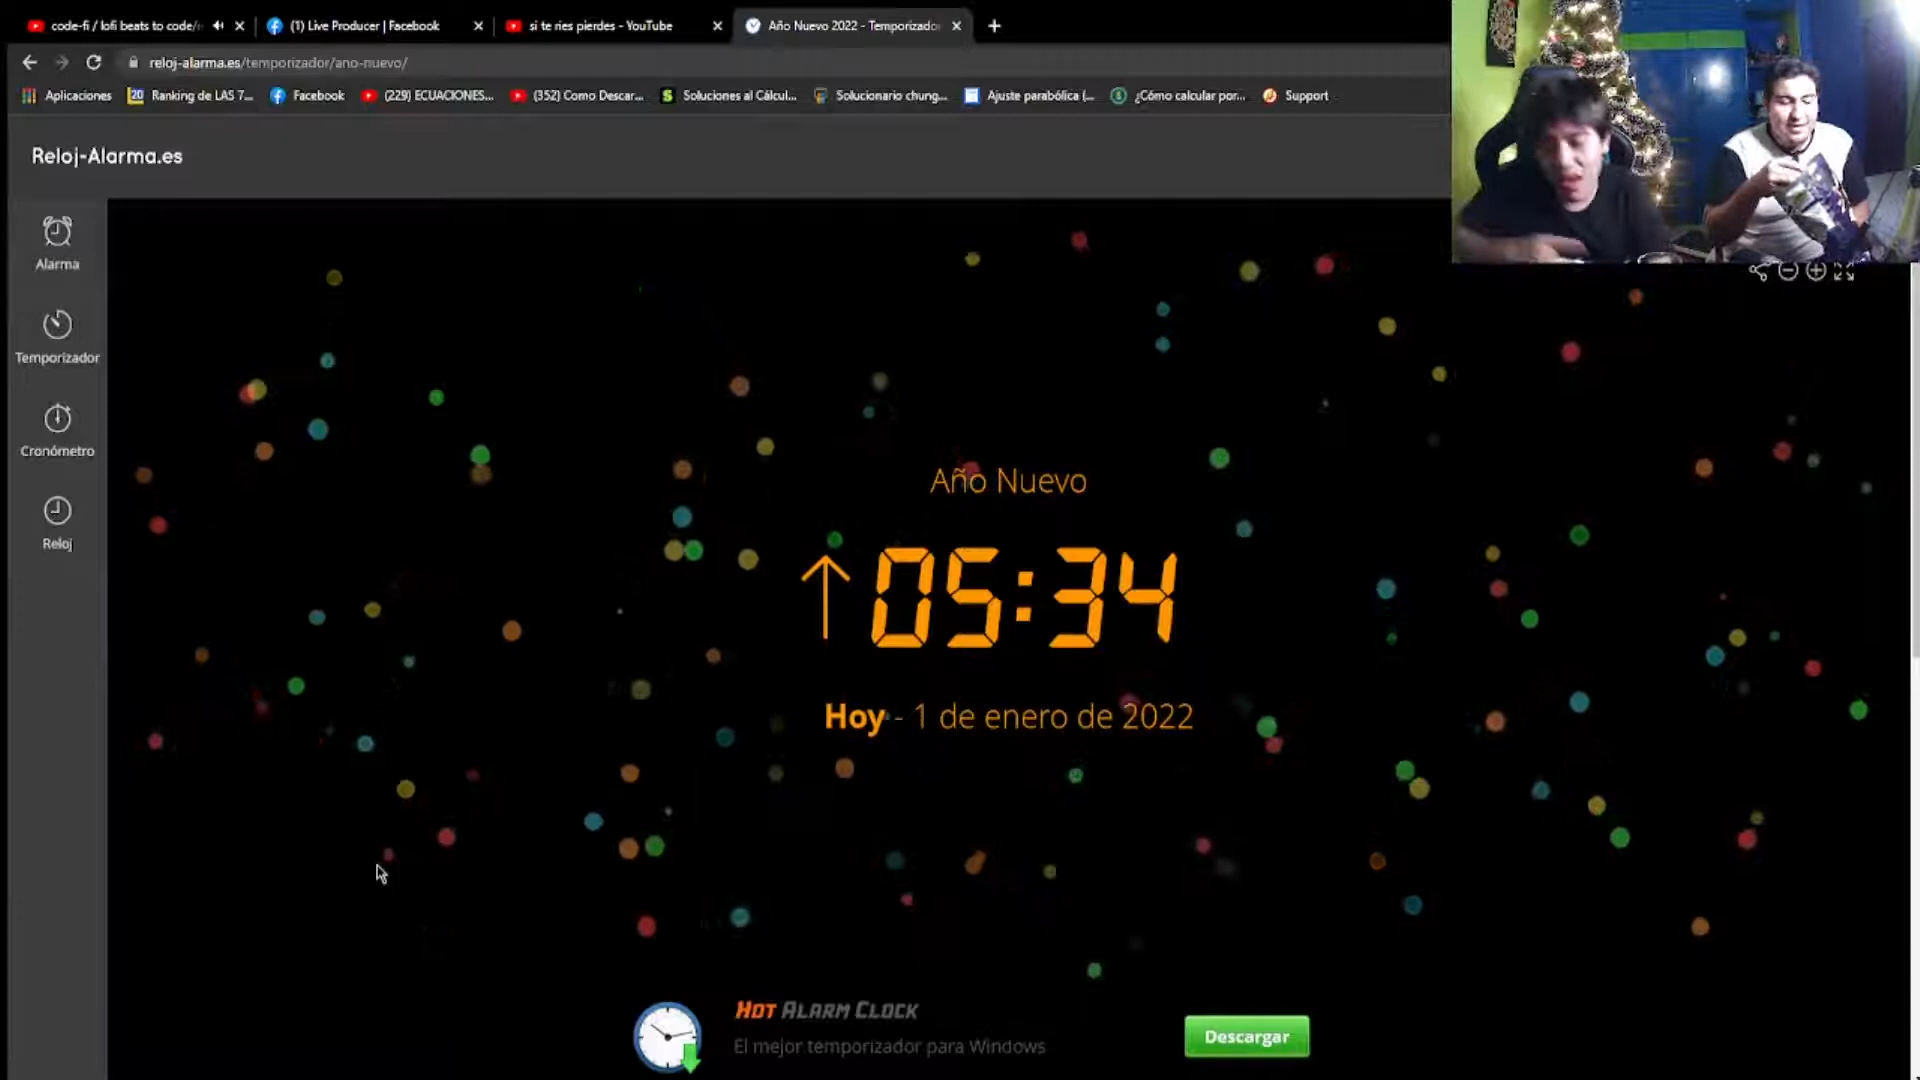 code-fi / lofi beats to code/r
(1) Live Producer | Facebook
si te ries pierdes - YouTube
Año Nuevo 2022 - Temporizador
reloj-alarma.es/temporizador/ano-nuevo/
Aplicaciones
Ranking de LAS 7...
Facebook
(229) ECUACIONES...
(352) Como Descar...
Soluciones al Cálcul...
Solucionario chung...
Ajuste parabólica (...
¿Cómo calcular por...
Support
Reloj-Alarma.es
Alarma
Temporizador
Cronómetro
Reloj
Año Nuevo
05:34
Hoy - 1 de enero de 2022
HOT ALARM CLOCK
El mejor temporizador para Windows
Descargar